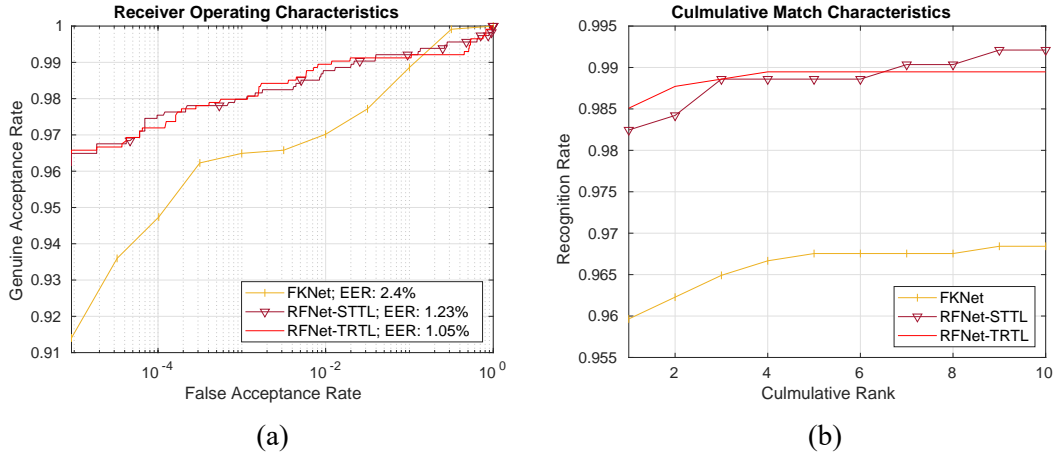 Receiver Operating Characteristics
1
0.99
0.98
0.97
0.96
0.95
0.94
0.93
0.92
0.91
Genuine Acceptance Rate
FKNet; EER: 2.4%
RFNet-STTL; EER: 1.23%
RFNet-TRTL; EER: 1.05%
10-4
10-2
100
False Acceptance Rate
(a)
Culmulative Match Characteristics
0.995
0.99
0.985
0.98
0.975
0.97
0.965
0.96
0.955
Recognition Rate
FKNet
RFNet-STTL
RFNet-TRTL
2
4
6
8
10
Culmulative Rank
(b)